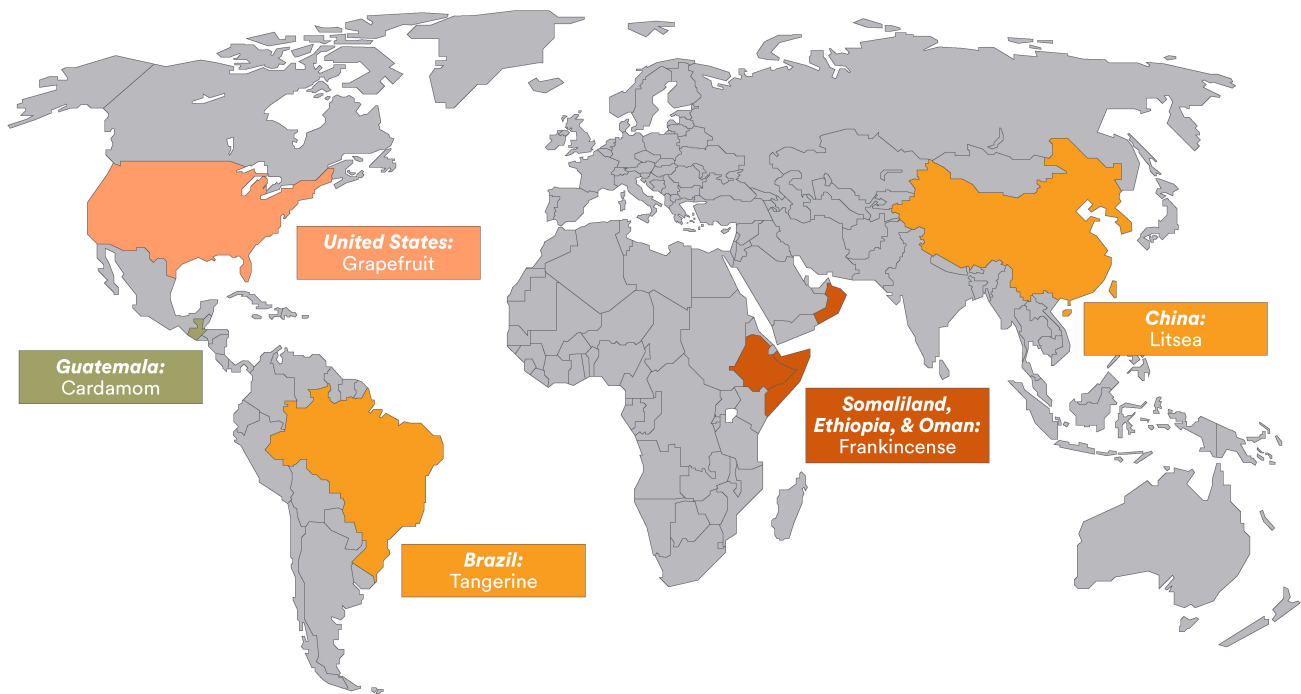 United States:
Grapefruit
China:
Litsea
Guatemala:
Cardamom
Somaliland,
Ethiopia, & Oman:
Frankincense
Brazil:
Tangerine